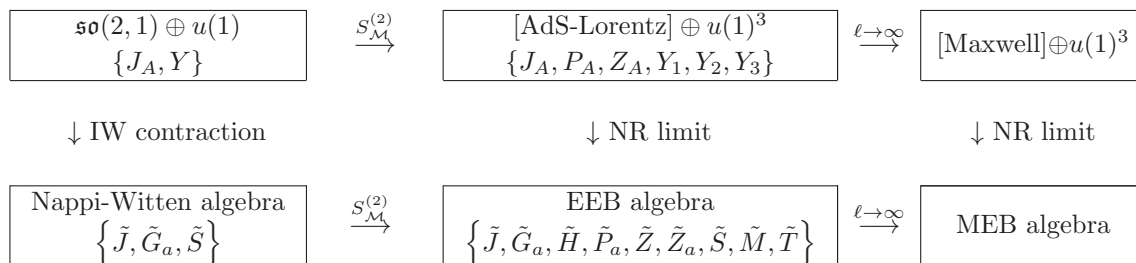 𝔰𝔬(2, 1) ⊕ u(1) S_ℳ^(2) ⟶ [AdS-Lorentz] ⊕ u(1)³ ℓ→∞ ⟶ [Maxwell]⊕u(1)³
{J_A, Y} {J_A, P_A, Z_A, Y_1, Y_2, Y_3}
↓ IW contraction ↓ NR limit ↓ NR limit
Nappi-Witten algebra S_ℳ^(2) ⟶ EEB algebra ℓ→∞ ⟶ MEB algebra
{J̃, G̃_a, S̃} {J̃, G̃_a, H̃, P̃_a, Z̃, Z̃_a, S̃, M̃, T̃}